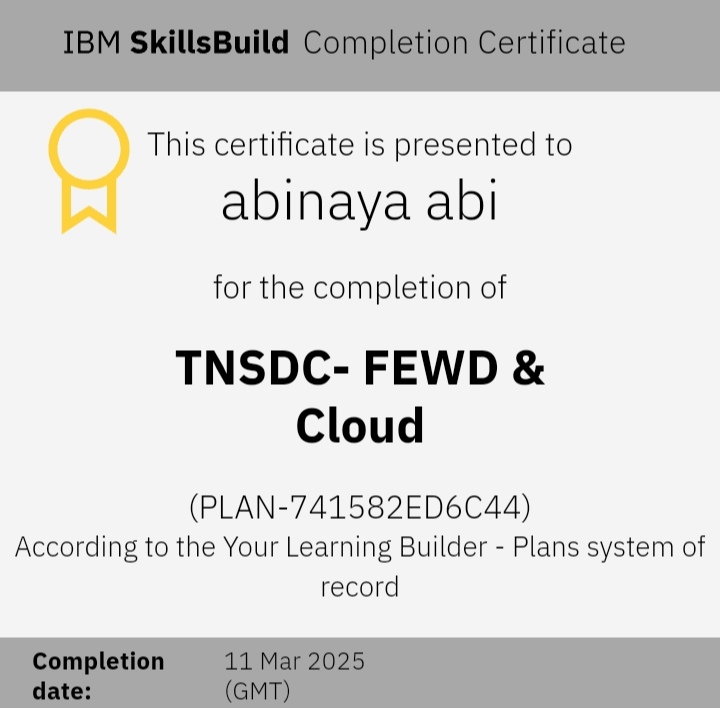 IBM SkillsBuild Completion Certificate
This certificate is presented to
abinaya abi
for the completion of
TNSDC- FEWD &
Cloud
(PLAN-741582ED6C44)
According to the Your Learning Builder - Plans system of
record
Completion date:
11 Mar 2025 (GMT)